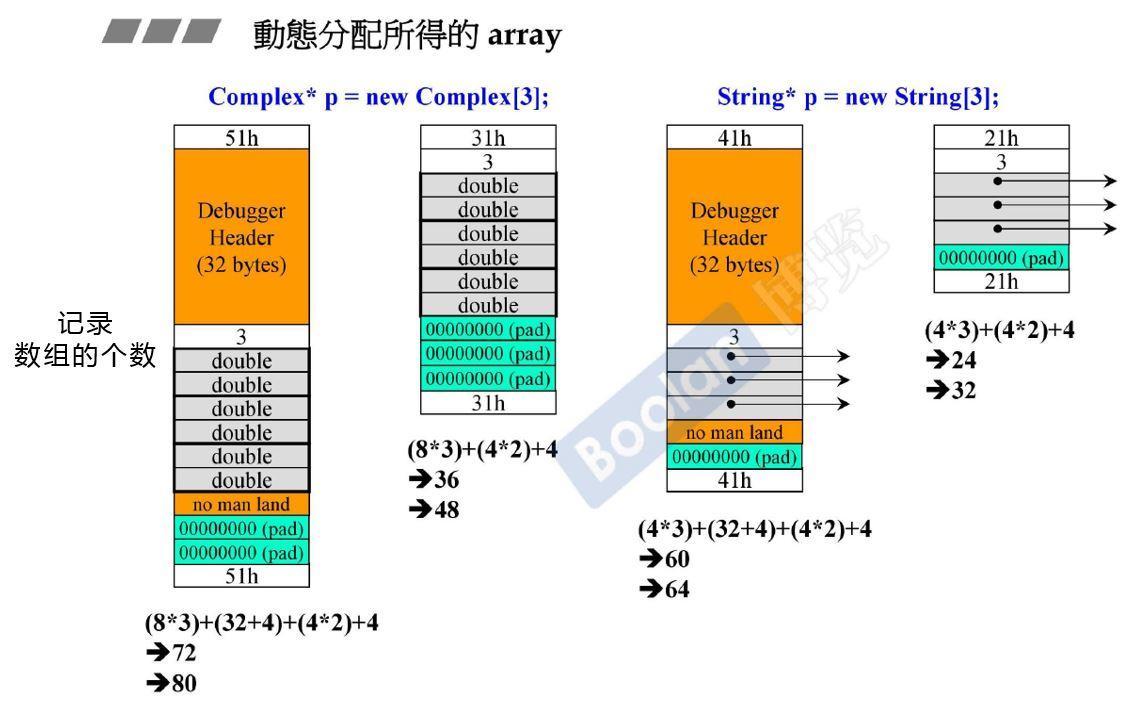 動態分配所得的 array
Complex* p = new Complex[3];
51h
Debugger
Header
(32 bytes)
记录
数组的个数
3
double
double
double
double
double
double
no man land
00000000 (pad)
00000000 (pad)
51h
(8*3)+(32+4)+(4*2)+4
➔72
➔80
31h
3
double
double
double
double
double
double
00000000 (pad)
00000000 (pad)
00000000 (pad)
31h
(8*3)+(4*2)+4
➔36
➔48
String* p = new String[3];
41h
Debugger
Header
(32 bytes)
3
no man land
00000000 (pad)
41h
(4*3)+(32+4)+(4*2)+4
➔60
➔64
21h
3
00000000 (pad)
21h
(4*3)+(4*2)+4
➔24
➔32
Boolan
博览